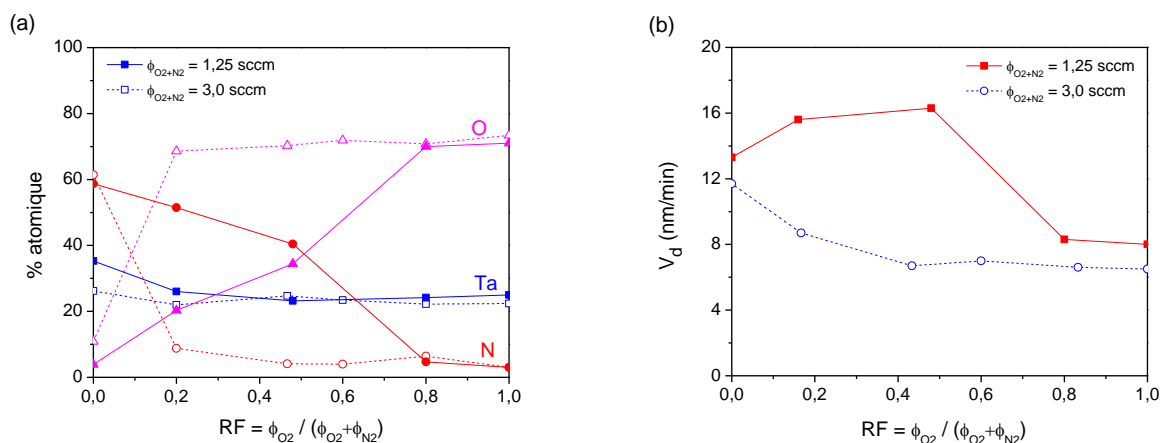 (a)
100
80
60
40
20
0
% atomique
ϕO2+N2 = 1,25 sccm
ϕO2+N2 = 3,0 sccm
O
Ta
N
0,0 0,2 0,4 0,6 0,8 1,0
RF = ϕO2 / (ϕO2+ϕN2)
(b)
20
16
12
8
4
0
Vd (nm/min)
ϕO2+N2 = 1,25 sccm
ϕO2+N2 = 3,0 sccm
0,0 0,2 0,4 0,6 0,8 1,0
RF = ϕO2 / (ϕO2+ϕN2)